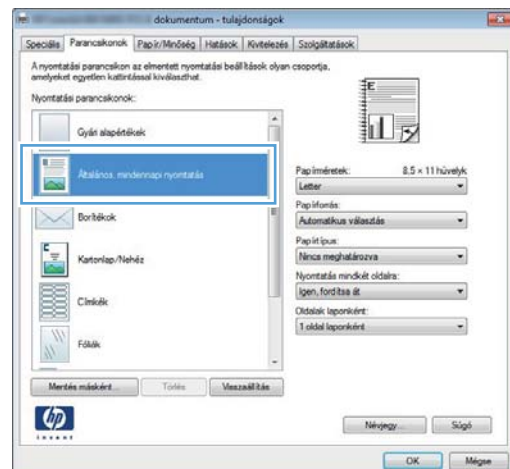 dokumentum - tulajdonságok
Speciális Parancsikonok Papír/Minőség Hatások Kivitelezés Szolgáltatások
A nyomtatási parancsikon az elmentett nyomtatási beállítások olyan csoportja,
amelyeket egyetlen kattintással kiválaszthat.
Nyomtatási parancsikonok:
Gyári alapértékek
Általános, mindennapi nyomtatás
Borítékok
Kartonlap/Nehéz
Címkék
Fóliák
Mentés másként... Törlés Visszaállítás
E
Papírméretek: 8,5 × 11 hüvelyk
Letter
Papírforrás:
Automatikus választás
Papírtípus:
Nincs meghatározva
Nyomtatás mindkét oldalra:
Igen, fordítsa át
Oldalak laponként:
1 oldal laponként
hp
invent
Névjegy... Súgó
OK Mégse